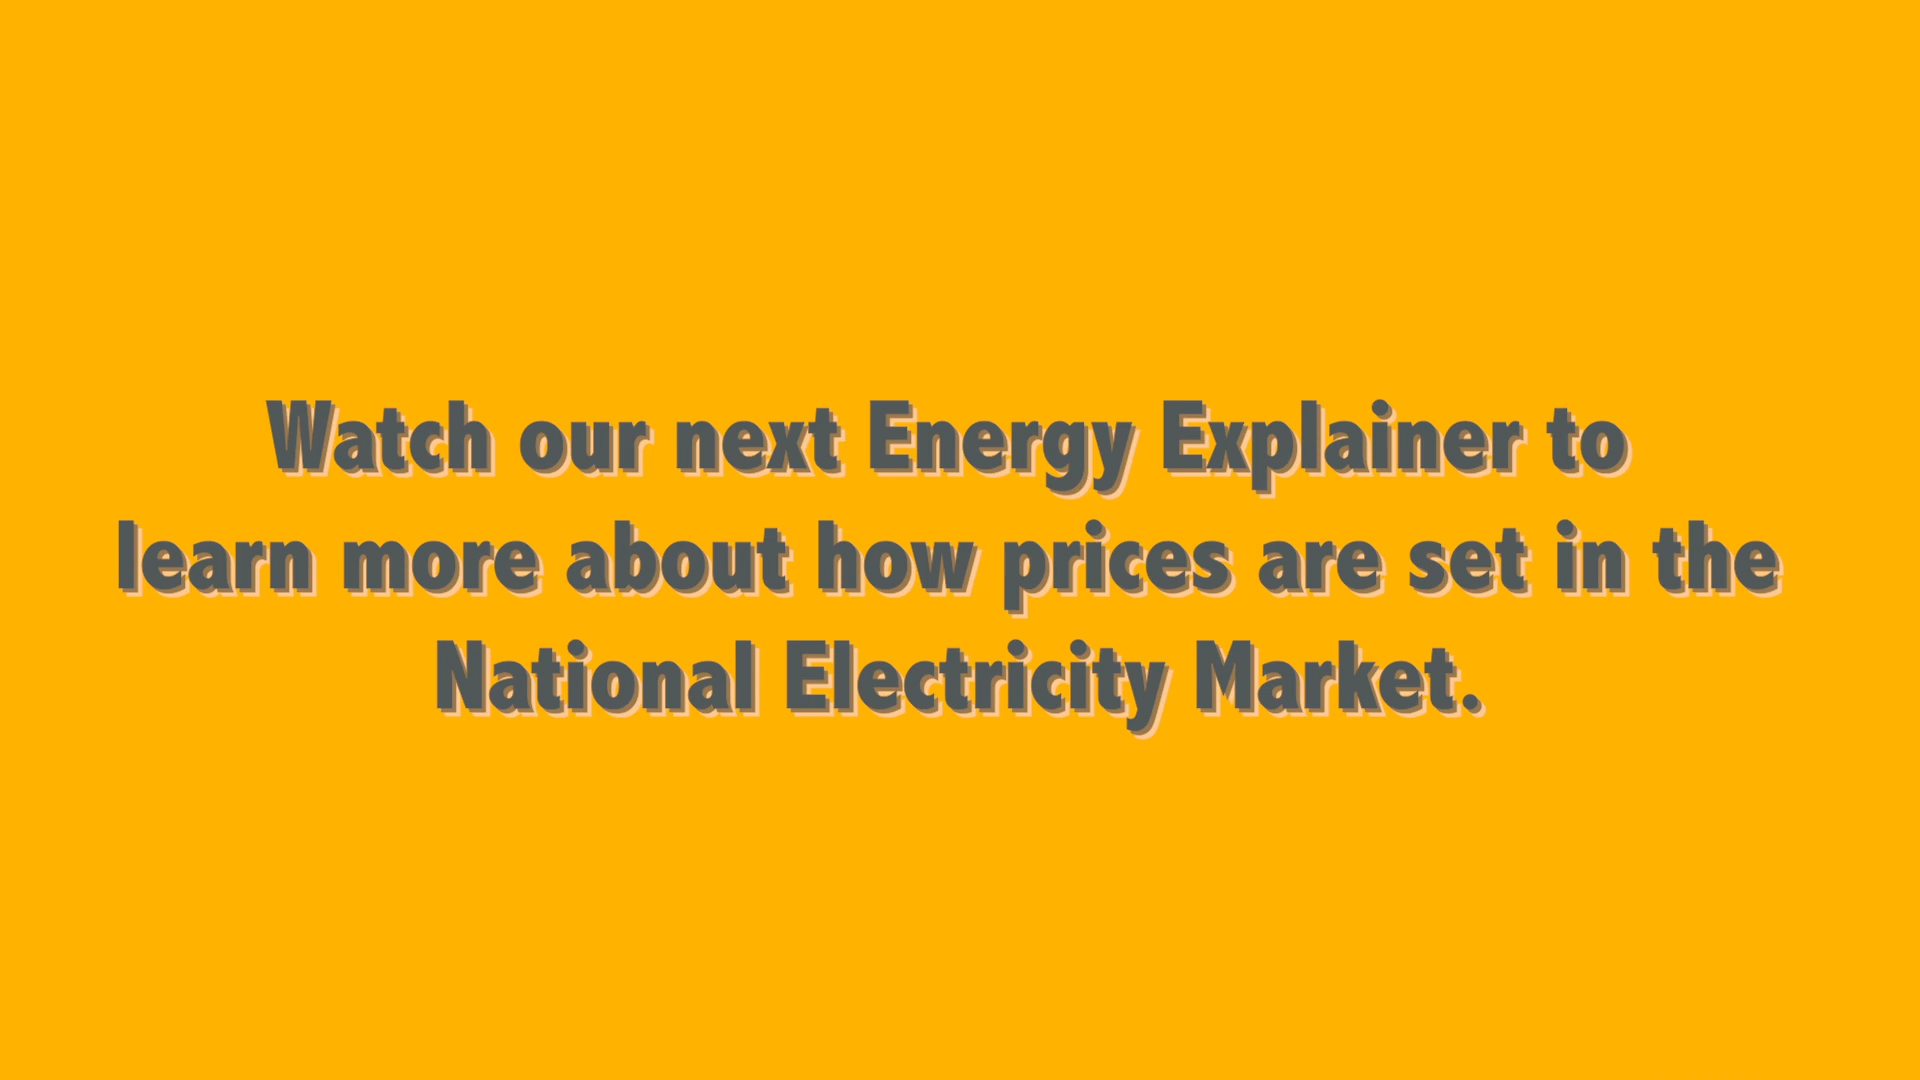 Watch our next Energy Explainer to
learn more about how prices are set in the
National Electricity Market.